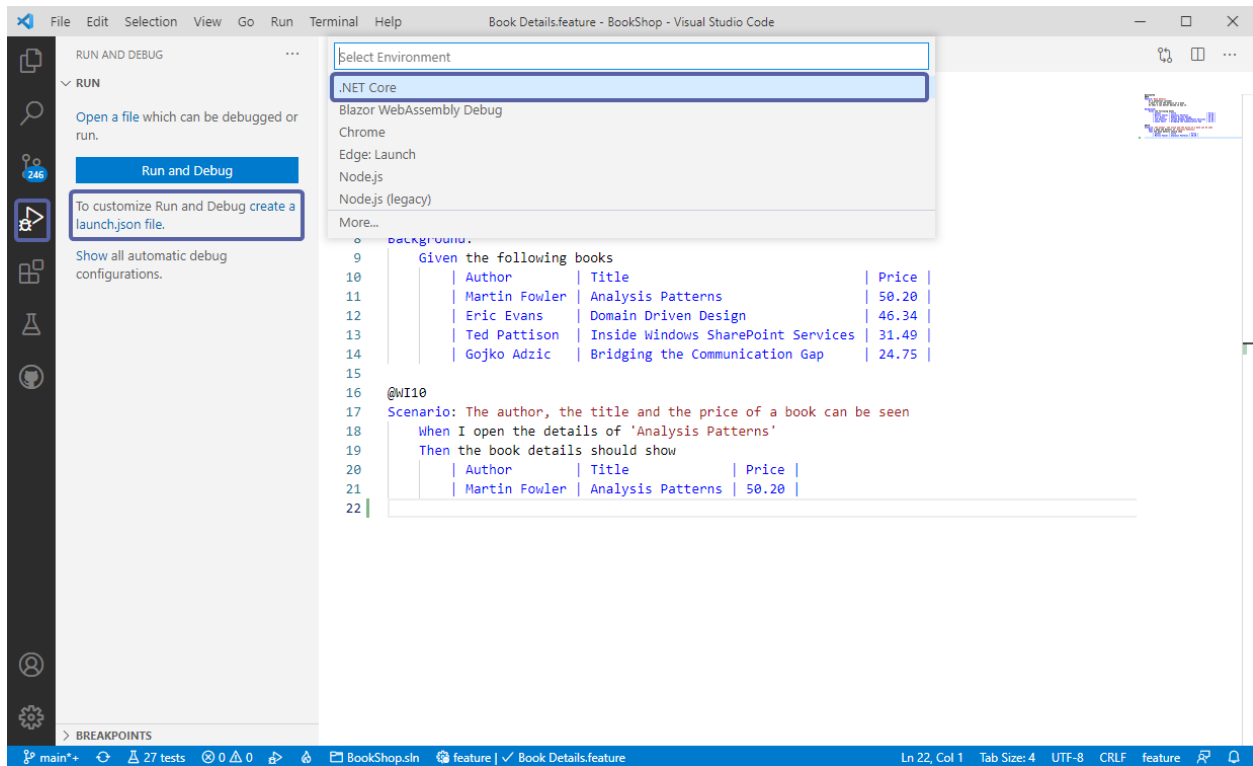 File Edit Selection View Go Run Terminal Help Book Details.feature - BookShop - Visual Studio Code
RUN AND DEBUG ...
RUN
Open a file which can be debugged or
run.
Run and Debug
To customize Run and Debug create a
launch.json file.
Show all automatic debug
configurations.
246
BREAKPOINTS
Select Environment
.NET Core
Blazor WebAssembly Debug
Chrome
Edge: Launch
Node.js
Node.js (legacy)
More...
8 Background:
9 Given the following books
10 | Author | Title | Price |
11 | Martin Fowler | Analysis Patterns | 50.20 |
12 | Eric Evans | Domain Driven Design | 46.34 |
13 | Ted Pattison | Inside Windows SharePoint Services | 31.49 |
14 | Gojko Adzic | Bridging the Communication Gap | 24.75 |
15
16 @WI10
17 Scenario: The author, the title and the price of a book can be seen
18 When I open the details of 'Analysis Patterns'
19 Then the book details should show
20 | Author | Title | Price |
21 | Martin Fowler | Analysis Patterns | 50.20 |
22
main*+ 27 tests 0 0 BookShop.sln feature | ✓ Book Details.feature Ln 22, Col 1 Tab Size: 4 UTF-8 CRLF feature